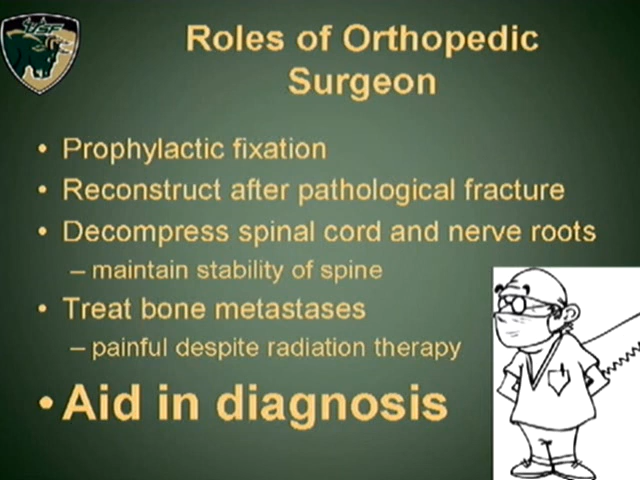 USF
Roles of Orthopedic
Surgeon
• Prophylactic fixation
• Reconstruct after pathological fracture
• Decompress spinal cord and nerve roots
– maintain stability of spine
• Treat bone metastases
– painful despite radiation therapy
• Aid in diagnosis